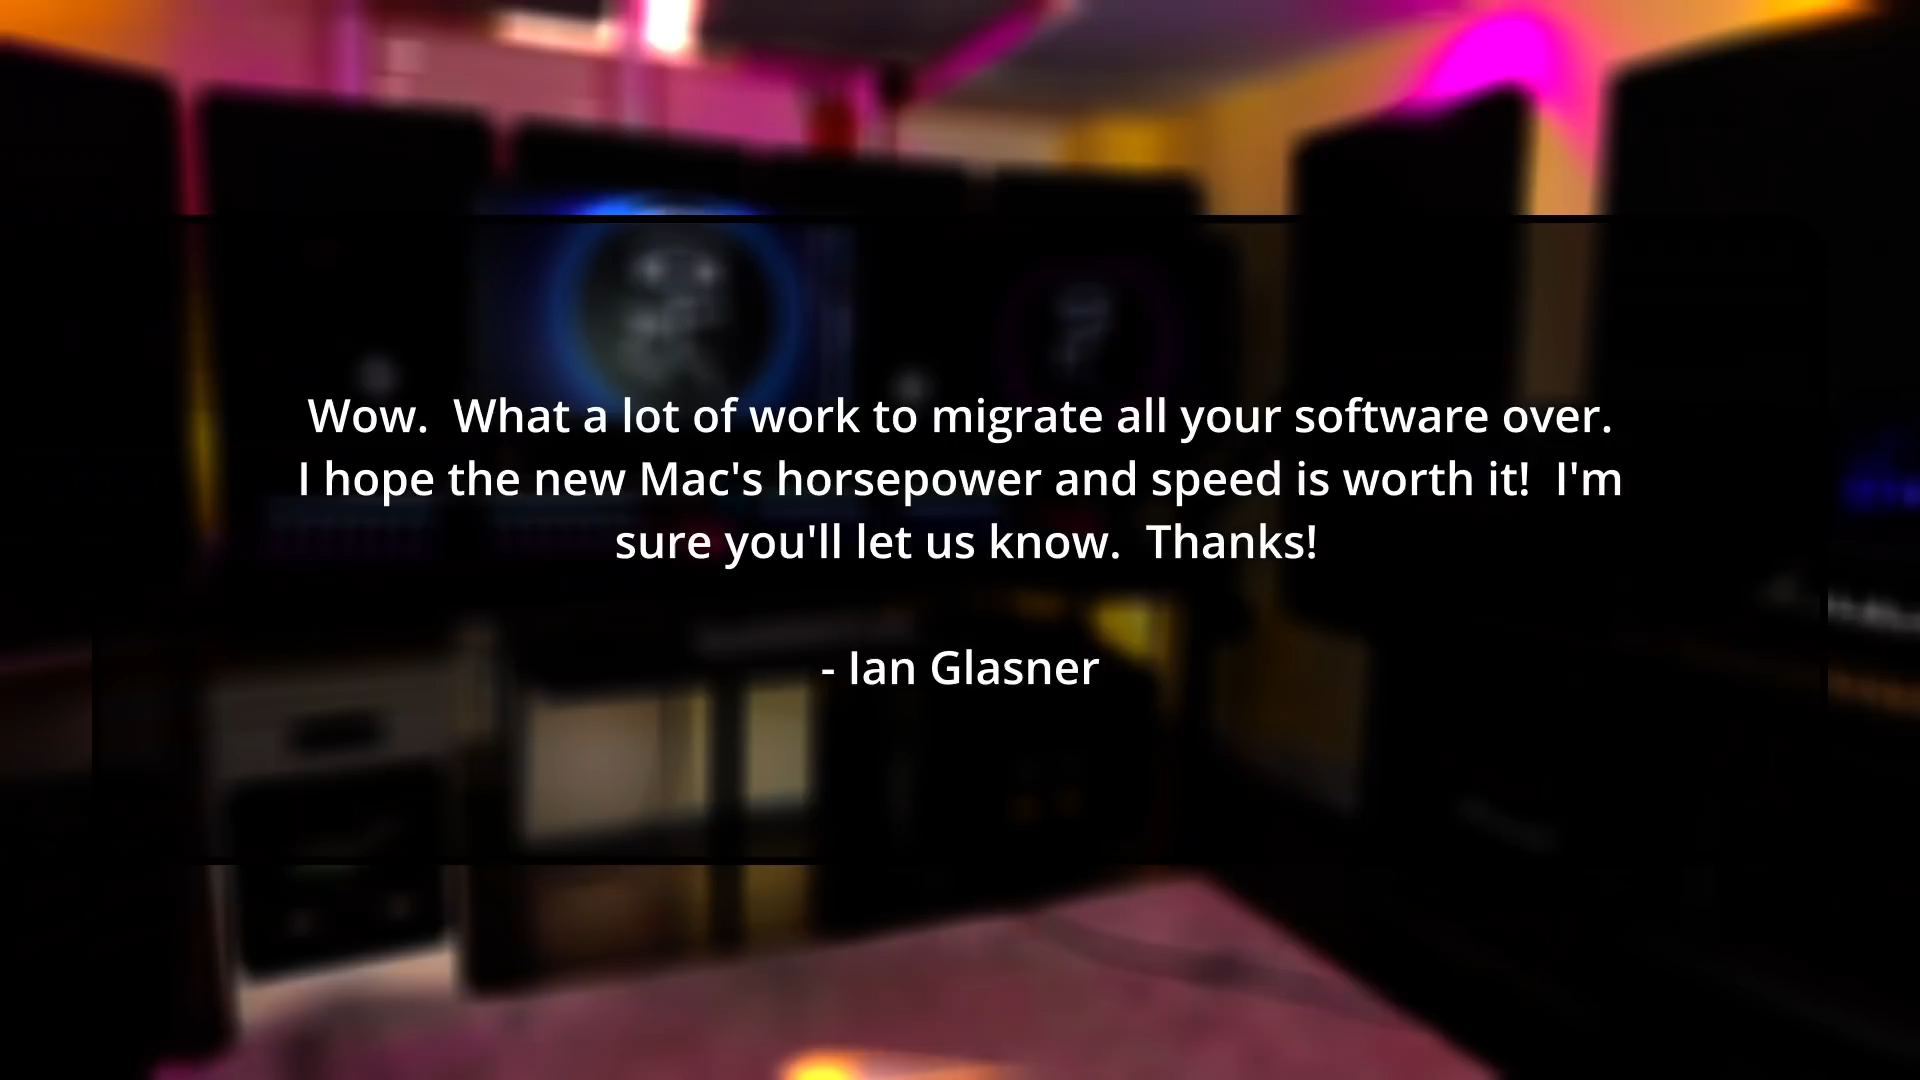 Wow.  What a lot of work to migrate all your software over.
I hope the new Mac's horsepower and speed is worth it!  I'm
sure you'll let us know.  Thanks!
- Ian Glasner